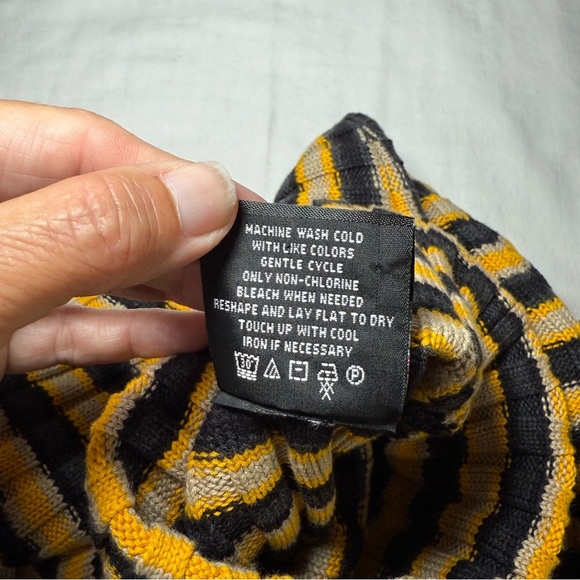 MACHINE WASH COLD
WITH LIKE COLORS
GENTLE CYCLE
ONLY NON-CHLORINE
BLEACH WHEN NEEDED
RESHAPE AND LAY FLAT TO DRY
TOUCH UP WITH COOL
IRON IF NECESSARY
30° P